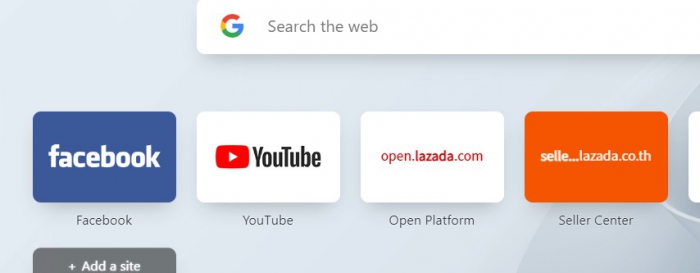 Search the web
facebook
YouTube
open.lazada.com
selle...lazada.co.th
Facebook
YouTube
Open Platform
Seller Center
+ Add a site